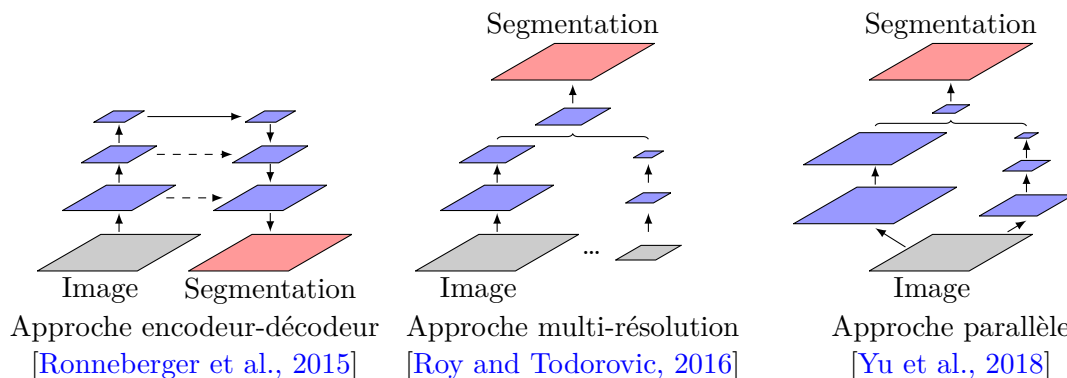 Segmentation
Segmentation
...
Image
Segmentation
Image
Image
Approche encodeur-décodeur
[Ronneberger et al., 2015]
Approche multi-résolution
[Roy and Todorovic, 2016]
Approche parallèle
[Yu et al., 2018]